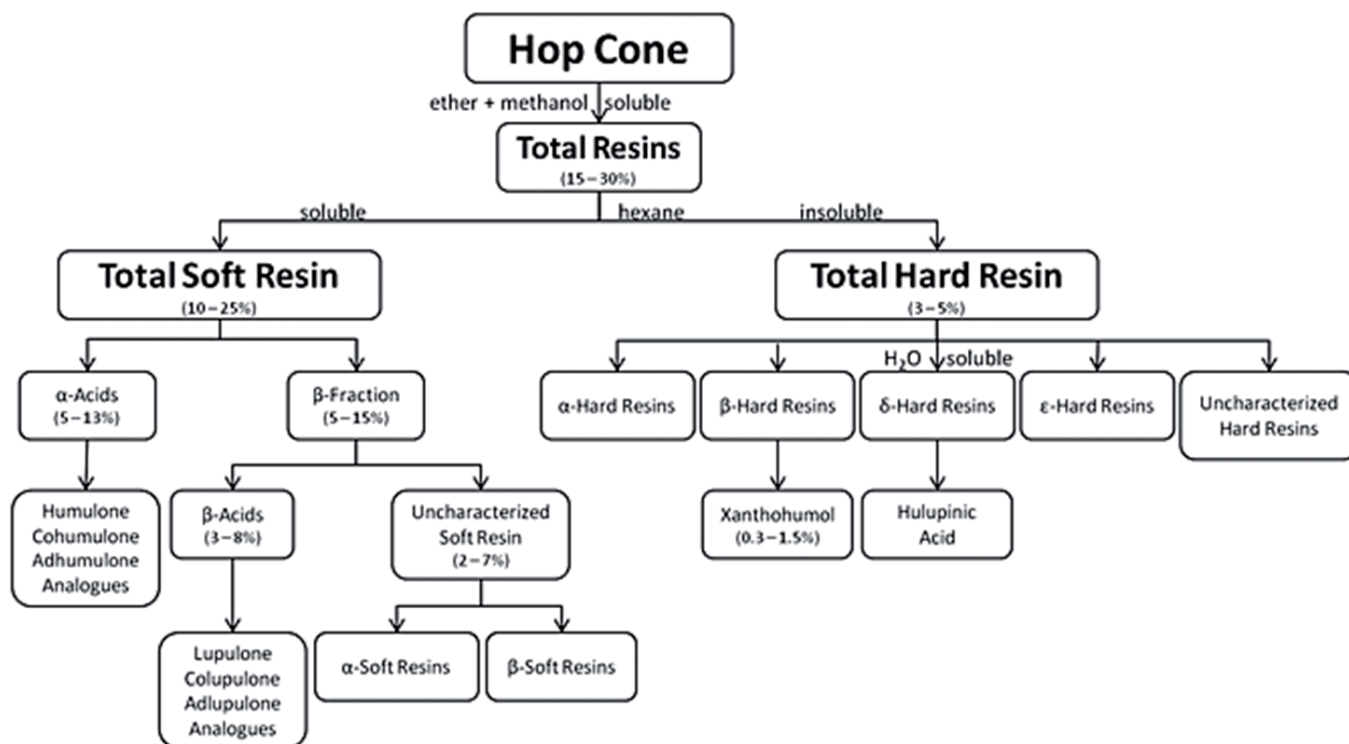 Hop Cone
ether + methanol soluble
Total Resins
(15–30%)
soluble hexane insoluble
Total Soft Resin
(10–25%)
Total Hard Resin
(3–5%)
H₂O soluble
α-Acids
(5–13%)
β-Fraction
(5–15%)
α-Hard Resins
β-Hard Resins
δ-Hard Resins
ε-Hard Resins
Uncharacterized
Hard Resins
Humulone
Cohumulone
Adhumulone
Analogues
β-Acids
(3–8%)
Uncharacterized
Soft Resin
(2–7%)
Xanthohumol
(0.3–1.5%)
Hulupinic
Acid
Lupulone
Colupulone
Adlupulone
Analogues
α-Soft Resins
β-Soft Resins